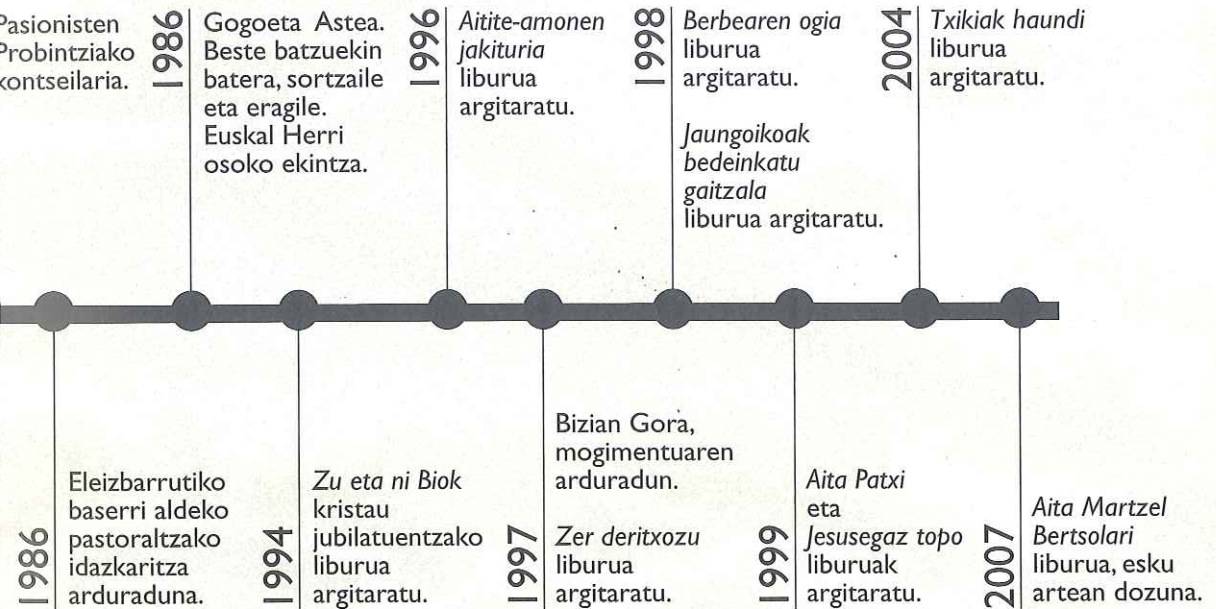 Pasionisten
Probintziako
kontseilaria.
1986
Gogoeta Astea.
Beste batzuekin
batera, sortzaile
eta eragile.
Euskal Herri
osoko ekintza.
1996
Aitite-amonen
jakituria
liburua
argitaratu.
1998
Berbearen ogia
liburua
argitaratu.
Jaungoikoak
bedeinkatu
gaitzala
liburua argitaratu.
2004
Txikiak haundi
liburua
argitaratu.
1986
Eleizbarrutiko
baserri aldeko
pastoraltzako
idazkaritza
arduraduna.
1994
Zu eta ni Biok
kristau
jubilatuentzako
liburua
argitaratu.
1997
Bizian Gora,
mogimentuaren
arduradun.
Zer deritxozu
liburua
argitaratu.
1999
Aita Patxi
eta
Jesusegaz topo
liburuak
argitaratu.
2007
Aita Martzel
Bertsolari
liburua, esku
artean dozuna.